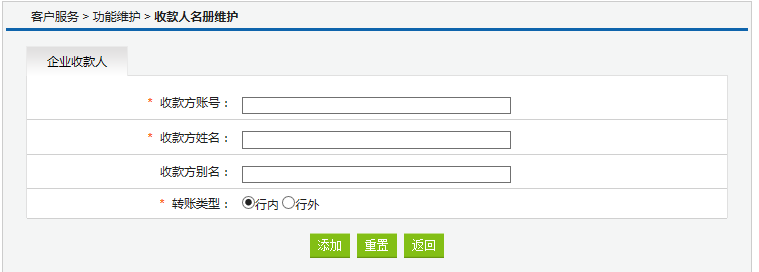 客户服务 > 功能维护 > 收款人名册维护
企业收款人
* 收款方账号：
* 收款方姓名：
收款方别名：
* 转账类型： 行内 行外
添加 重置 返回